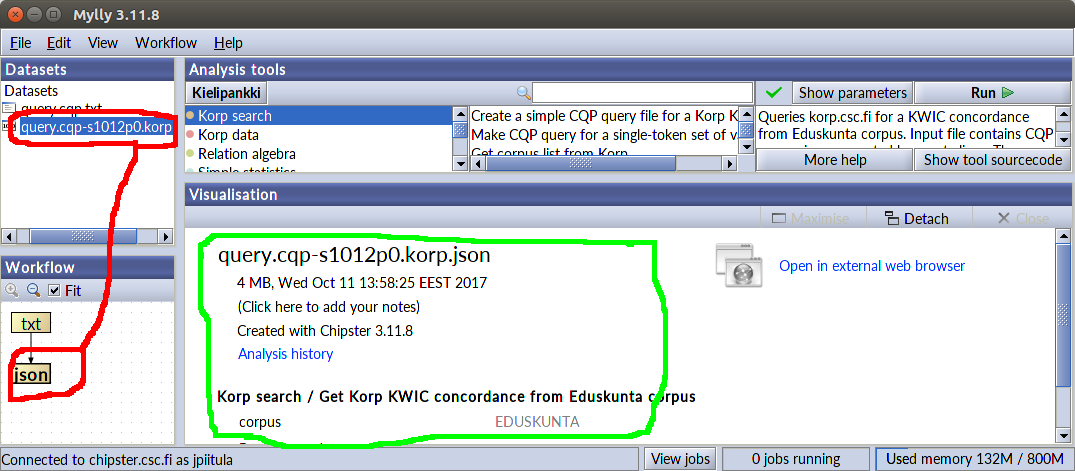 Mylly 3.11.8
File Edit View Workflow Help
Datasets
Datasets
query.cqp.txt
query.cqp-s1012p0.korp
Workflow
Fit
txt
json
Analysis tools
Kielipankki
Show parameters
Run
Korp search
Korp data
Relation algebra
Simple statistics
Create a simple CQP query file for a Korp K
Make CQP query for a single-token set of v
Get corpus list from Korp
Queries korp.csc.fi for a KWIC concordance
from Eduskunta corpus. Input file contains CQP
More help
Show tool sourcecode
Visualisation
Maximise
Detach
Close
query.cqp-s1012p0.korp.json
4 MB, Wed Oct 11 13:58:25 EEST 2017
(Click here to add your notes)
Created with Chipster 3.11.8
Analysis history
Open in external web browser
Korp search / Get Korp KWIC concordance from Eduskunta corpus
corpus EDUSKUNTA
Connected to chipster.csc.fi as jpiitula
View jobs
0 jobs running
Used memory 132M / 800M